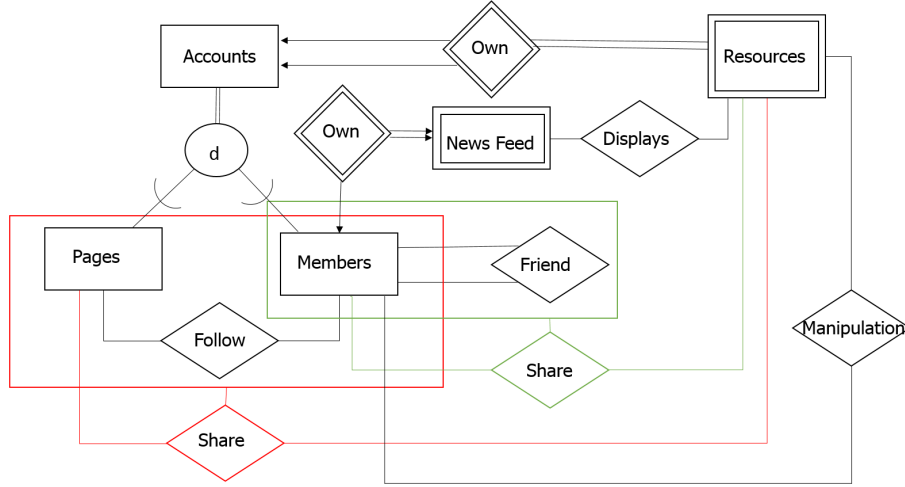 Own
Accounts
Resources
Own
News Feed
Displays
d
Pages
Members
Friend
Follow
Manipulation
Share
Share